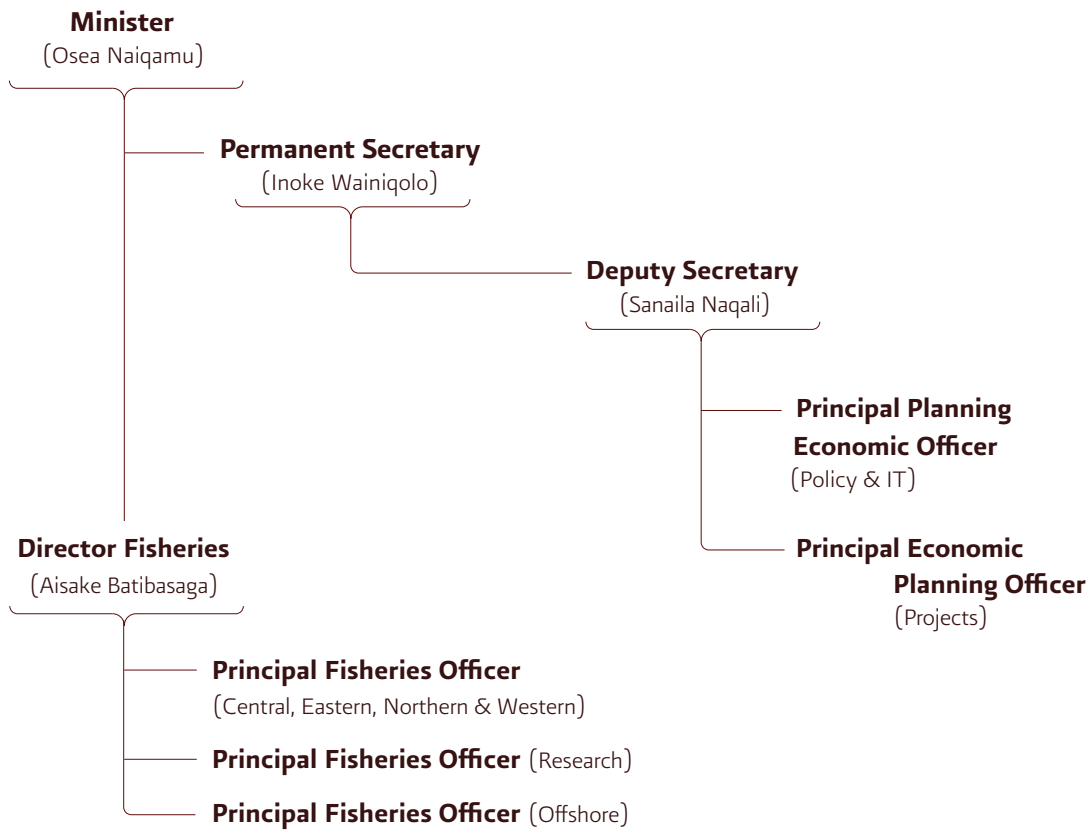 Minister
(Osea Naiqamu)
Permanent Secretary
(Inoke Wainiqolo)
Deputy Secretary
(Sanaila Naqali)
Principal Planning
Economic Officer
(Policy & IT)
Director Fisheries
(Aisake Batibasaga)
Principal Economic
Planning Officer
(Projects)
Principal Fisheries Officer
(Central, Eastern, Northern & Western)
Principal Fisheries Officer (Research)
Principal Fisheries Officer (Offshore)